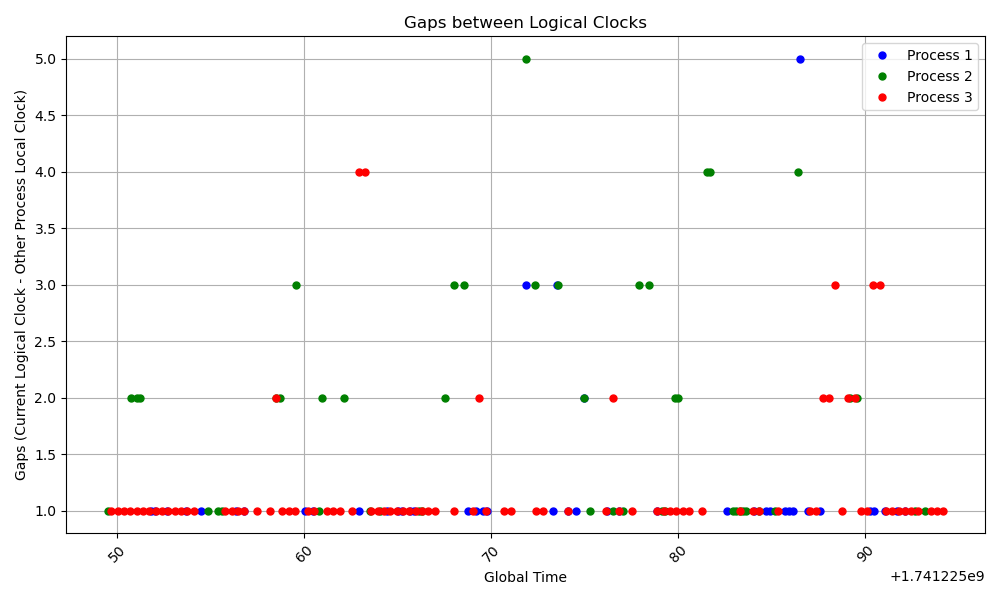 Gaps between Logical Clocks
Process 1
Process 2
Process 3
Gaps (Current Logical Clock - Other Process Local Clock)
5.0
4.5
4.0
3.5
3.0
2.5
2.0
1.5
1.0
50
60
70
80
90
Global Time
+1.741225e9